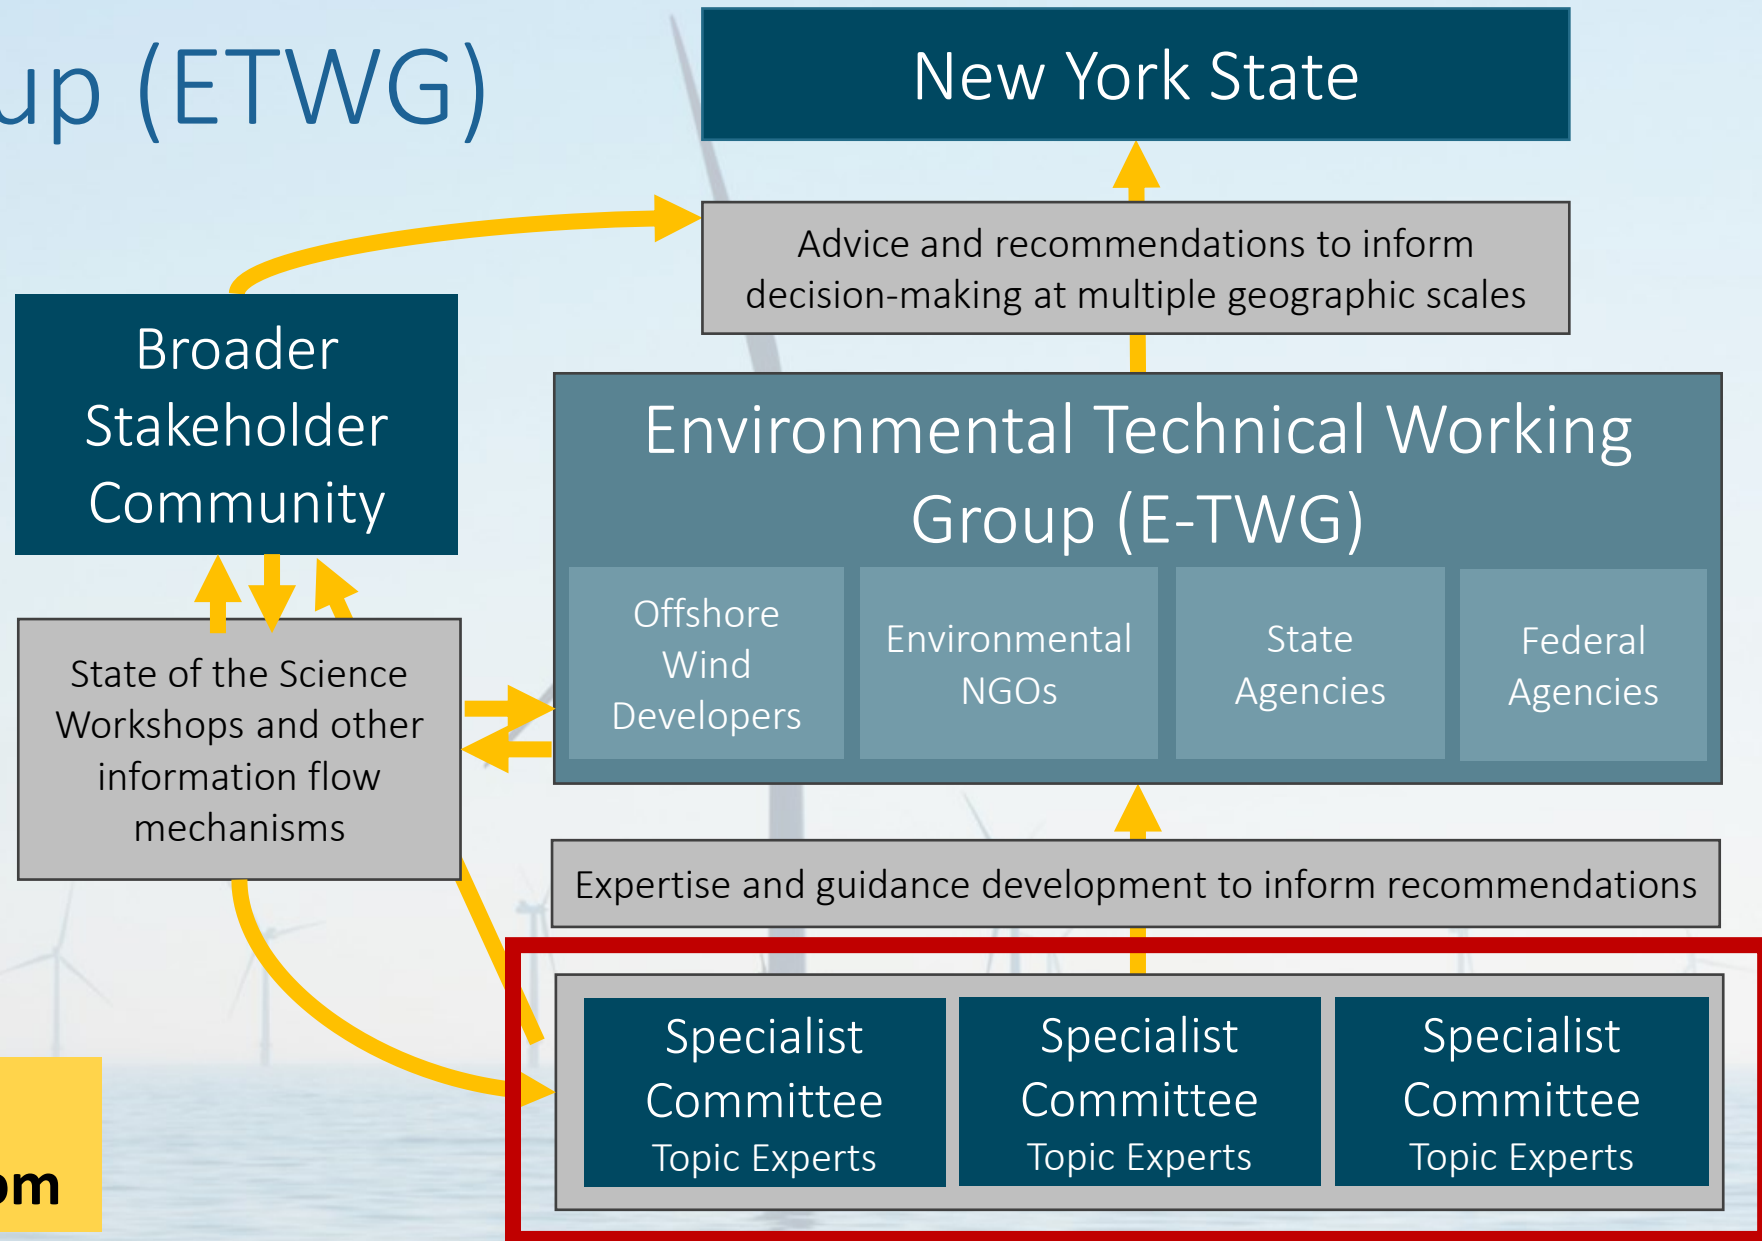 (ETWG)
New York State
Advice and recommendations to inform
decision-making at multiple geographic scales
Broader
Stakeholder
Community
Environmental Technical Working
Group (E-TWG)
Offshore
Wind
Developers
Environmental
NGOs
State
Agencies
Federal
Agencies
State of the Science
Workshops and other
information flow
mechanisms
Expertise and guidance development to inform recommendations
Specialist
Committee
Topic Experts
Specialist
Committee
Topic Experts
Specialist
Committee
Topic Experts